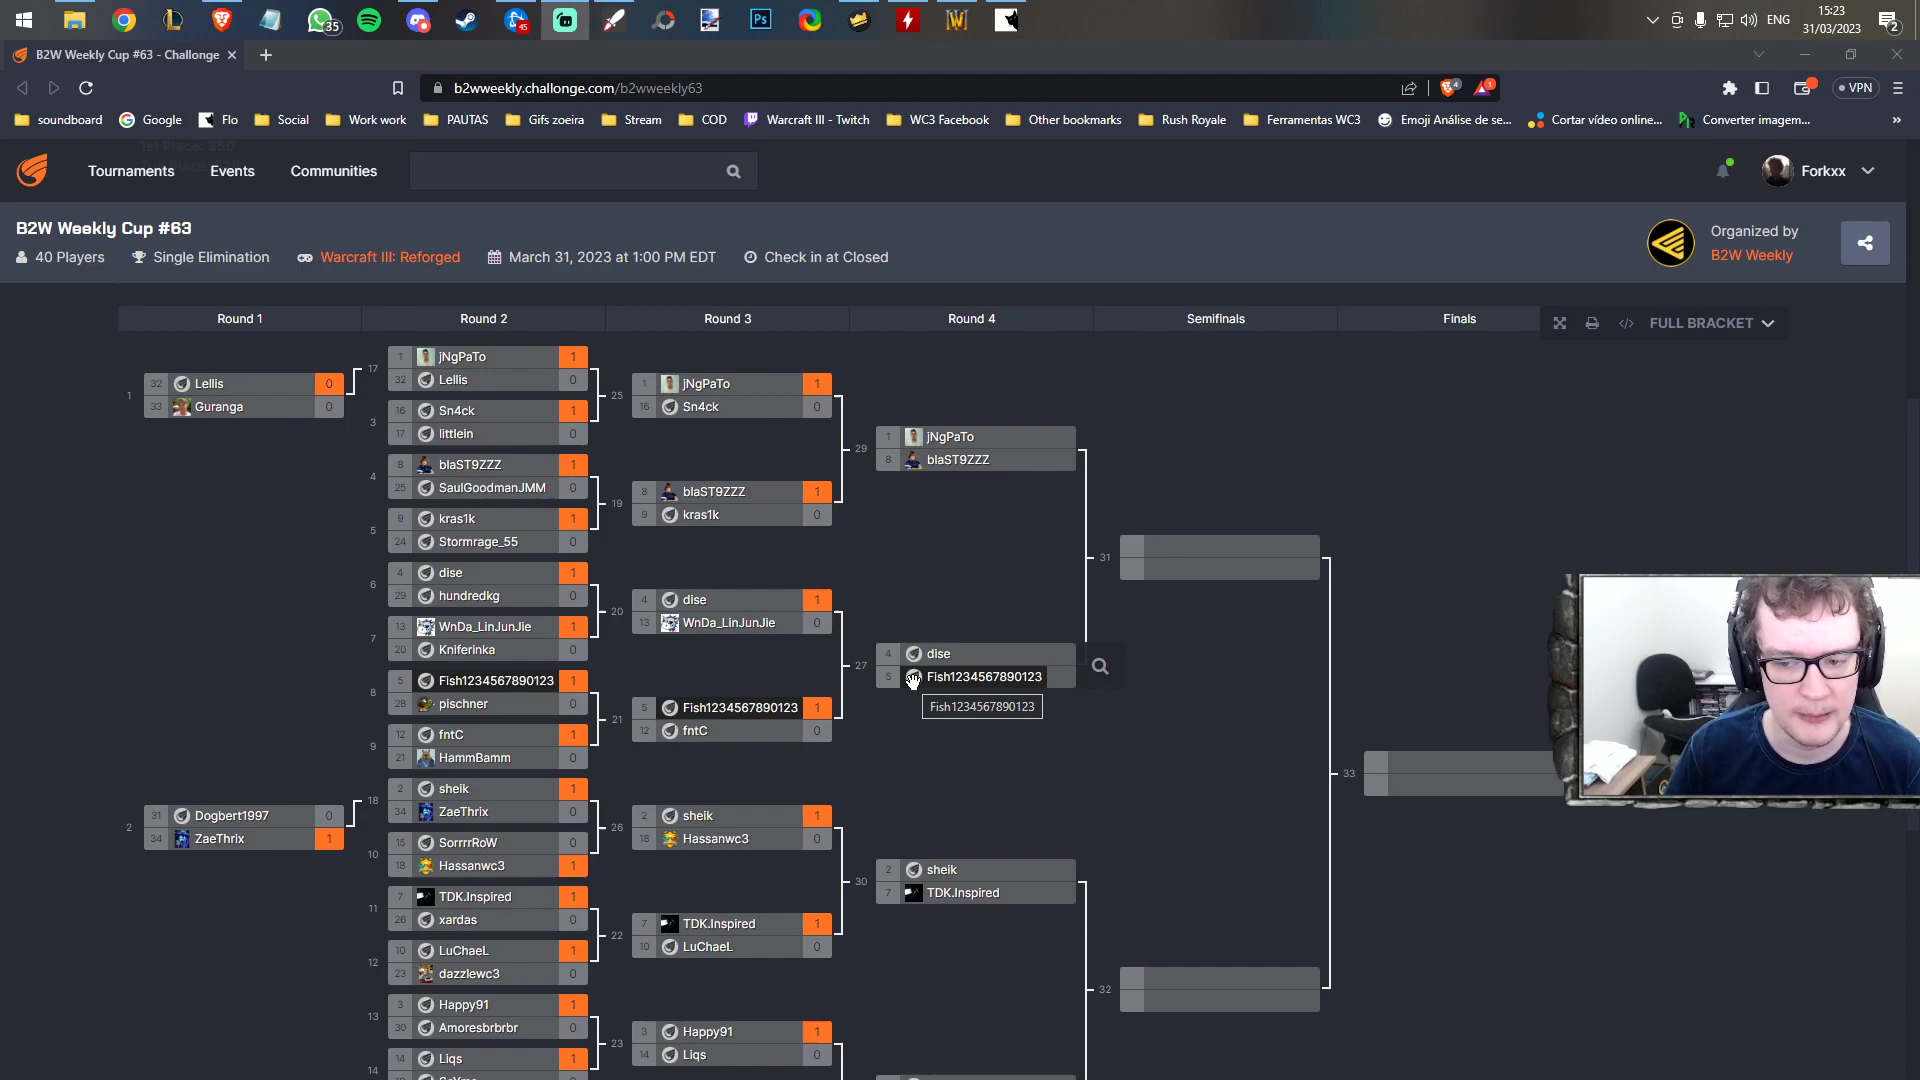 35
45
Ps
ENG
15:23
31/03/2023
2
B2W Weekly Cup #63 - Challonge
b2wweekly.challonge.com/b2wweekly63
4
1
VPN
soundboard
Google
Flo
Social
Work work
PAUTAS
Gifs zoeira
Stream
COD
Warcraft III - Twitch
WC3 Facebook
Other bookmarks
Rush Royale
Ferramentas WC3
Emoji Análise de se...
Cortar vídeo online...
Converter imagem...
1st Place: $50
Tournaments
Events
Communities
Forkxx
B2W Weekly Cup #63
40 Players
Single Elimination
Warcraft III: Reforged
March 31, 2023 at 1:00 PM EDT
Check in at Closed
Organized by
B2W Weekly
Round 1
Round 2
Round 3
Round 4
Semifinals
Finals
FULL BRACKET
1
32 Lellis 0
33 Guranga 0
2
31 Dogbert1997 0
34 ZaeThrix 1
17
1 jNgPaTo 1
32 Lellis 0
3
16 Sn4ck 1
17 littlein 0
4
8 blaST9ZZZ 1
25 SaulGoodmanJMM 0
5
9 kras1k 1
24 Stormrage_55 0
6
4 dise 1
29 hundredkg 0
7
13 WnDa_LinJunJie 1
20 Kniferinka 0
8
5 Fish1234567890123 1
28 pischner 0
9
12 fntC 1
21 HammBamm 0
18
2 sheik 1
34 ZaeThrix 0
10
15 SorrrRoW 0
18 Hassanwc3 1
11
7 TDK.Inspired 1
26 xardas 0
12
10 LuChaeL 1
23 dazzlewc3 0
13
3 Happy91 1
30 Amoresbrbrbr 0
14
14 Liqs 1
25
1 jNgPaTo 1
16 Sn4ck 0
19
8 blaST9ZZZ 1
9 kras1k 0
20
4 dise 1
13 WnDa_LinJunJie 0
21
5 Fish1234567890123 1
12 fntC 0
26
2 sheik 1
18 Hassanwc3 0
22
7 TDK.Inspired 1
10 LuChaeL 0
23
3 Happy91 1
14 Liqs 0
29
1 jNgPaTo
8 blaST9ZZZ
27
4 dise
5 Fish1234567890123
Fish1234567890123
30
2 sheik
7 TDK.Inspired
31
32
33